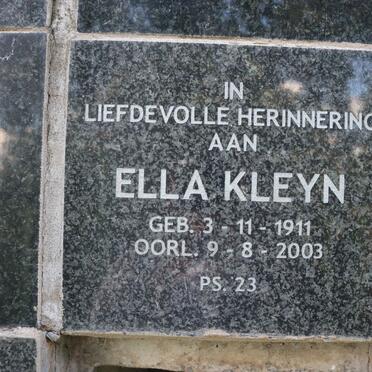 IN
LIEFDEVOLLE HERINNERING
AAN
ELLA KLEYN
GEB. 3 - 11 - 1911
OORL. 9 - 8 - 2003
PS. 23